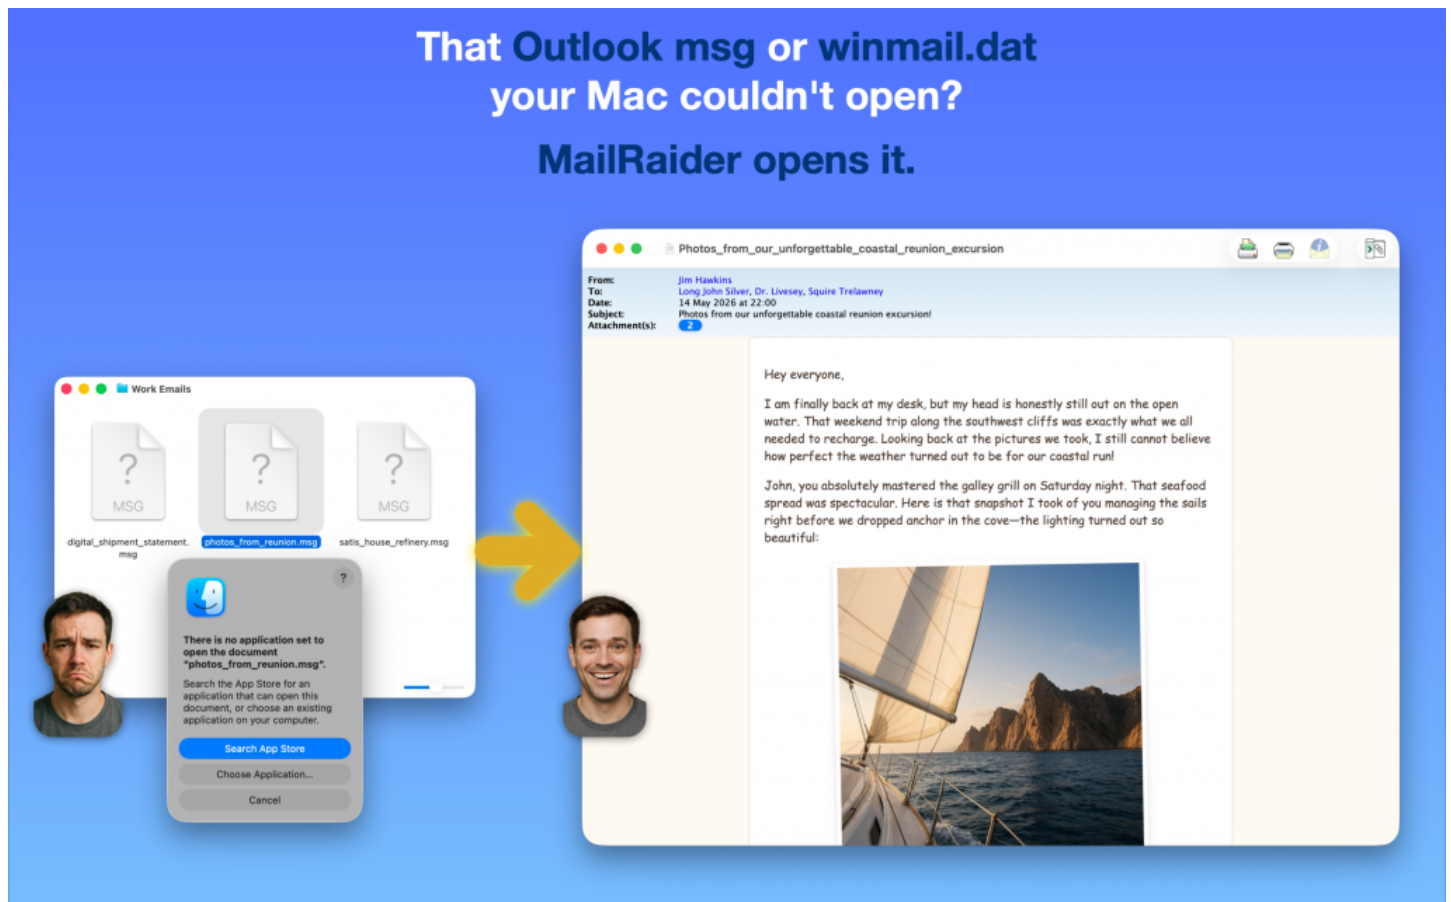 That Outlook msg or winmail.dat
your Mac couldn't open?
MailRaider opens it.
Work Emails
?
MSG
?
MSG
?
MSG
digital_shipment_statement.
msg
photos_from_reunion.msg
satis_house_refinery.msg
?
There is no application set to
open the document
"photos_from_reunion.msg".
Search the App Store for an
application that can open this
document, or choose an existing
application on your computer.
Search App Store
Choose Application...
Cancel
Photos_from_our_unforgettable_coastal_reunion_excursion
From: Jim Hawkins
To: Long John Silver, Dr. Livesey, Squire Trelawney
Date: 14 May 2026 at 22:00
Subject: Photos from our unforgettable coastal reunion excursion!
Attachment(s): 2
Hey everyone,
I am finally back at my desk, but my head is honestly still out on the open
water. That weekend trip along the southwest cliffs was exactly what we all
needed to recharge. Looking back at the pictures we took, I still cannot believe
how perfect the weather turned out to be for our coastal run!
John, you absolutely mastered the galley grill on Saturday night. That seafood
spread was spectacular. Here is that snapshot I took of you managing the sails
right before we dropped anchor in the cove—the lighting turned out so
beautiful: